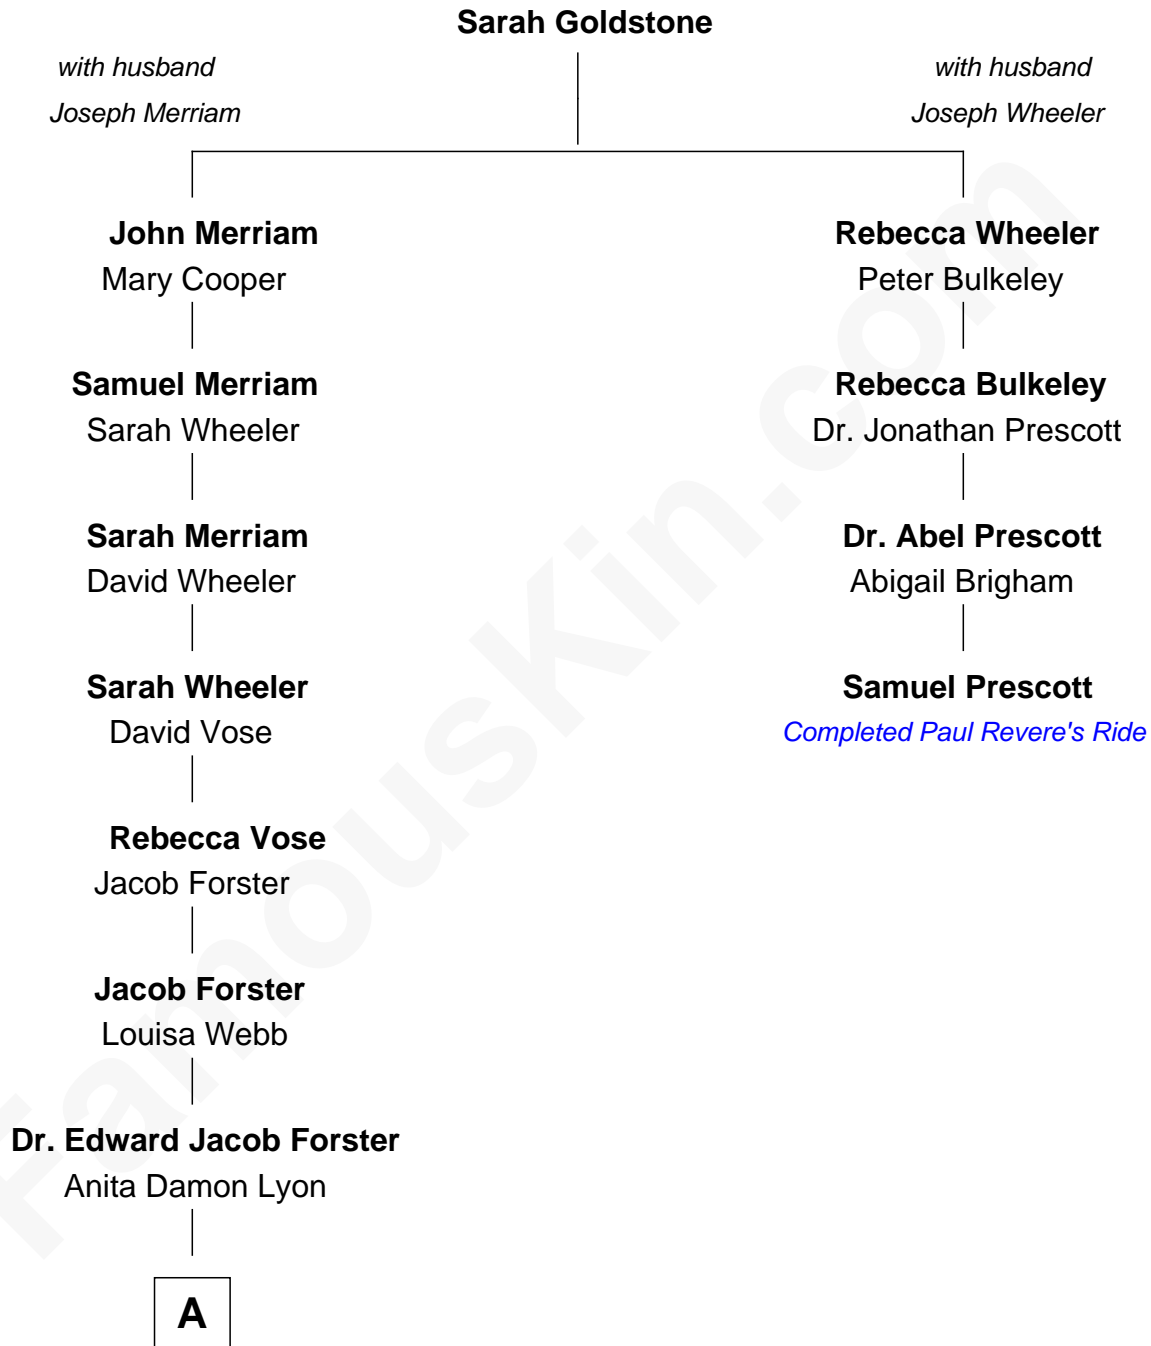 Sarah Goldstone
with husband
Joseph Merriam
with husband
Joseph Wheeler
John Merriam
Mary Cooper
Rebecca Wheeler
Peter Bulkeley
Samuel Merriam
Sarah Wheeler
Rebecca Bulkeley
Dr. Jonathan Prescott
Sarah Merriam
David Wheeler
Dr. Abel Prescott
Abigail Brigham
Sarah Wheeler
David Vose
Samuel Prescott
Completed Paul Revere's Ride
Rebecca Vose
Jacob Forster
Jacob Forster
Louisa Webb
Dr. Edward Jacob Forster
Anita Damon Lyon
A
FamousKin.com